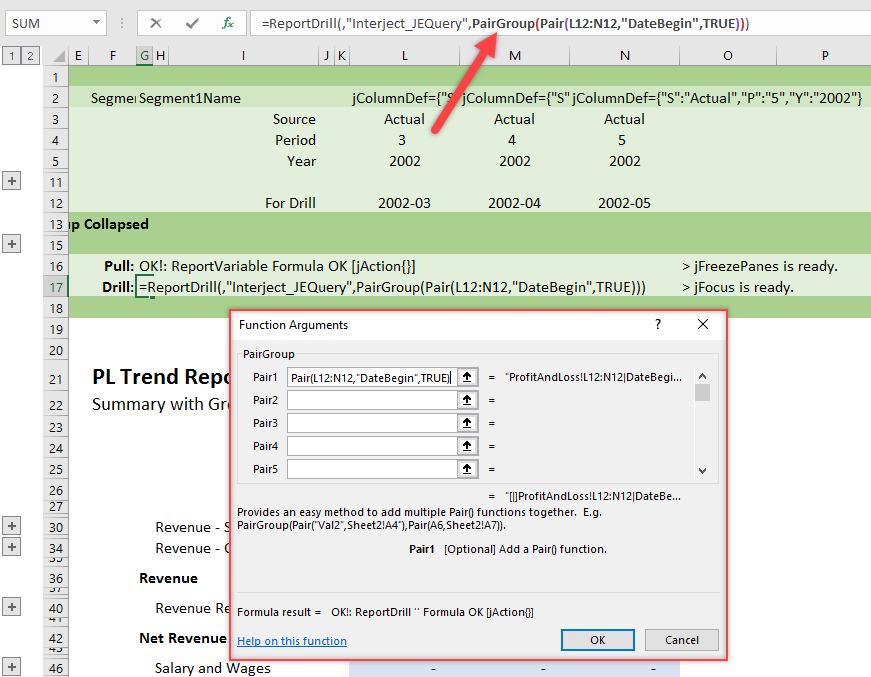 SUM =ReportDrill(,"Interject_JEQuery",PairGroup(Pair(L12:N12,"DateBegin",TRUE)))
1 2 E F G H I J K L M N O P
1
2 Segme Segment1Name jColumnDef={"S jColumnDef={"S" jColumnDef={"S":"Actual","P":"5","Y":"2002"}
3 Source Actual Actual Actual
4 Period 3 4 5
5 Year 2002 2002 2002
11
12 For Drill 2002-03 2002-04 2002-05
13 up Collapsed
15
16 Pull: OK!: ReportVariable Formula OK [jAction{}] > jFreezePanes is ready.
17 Drill: =ReportDrill(,"Interject_JEQuery",PairGroup(Pair(L12:N12,"DateBegin",TRUE))) > jFocus is ready.
18
19
20
21 PL Trend Repo
22 Summary with Gr
23
24
25
26
27
30 Revenue - S
34 Revenue -
35
36 Revenue
37
40 Revenue Re
41
42 Net Revenue
43
46 Salary and Wages - - -
Function Arguments ?
PairGroup
Pair1 Pair(L12:N12,"DateBegin",TRUE) = "ProfitAndLoss!L12:N12|DateBegi...
Pair2 =
Pair3 =
Pair4 =
Pair5 =
= "[|]ProfitAndLoss!L12:N12|DateBe...
Provides an easy method to add multiple Pair() functions together. E.g.
PairGroup(Pair("Val2",Sheet2!A4"),Pair(A6,Sheet2!A7)).
Pair1 [Optional] Add a Pair() function.
Formula result = OK!: ReportDrill '' Formula OK [jAction{}]
Help on this function OK Cancel